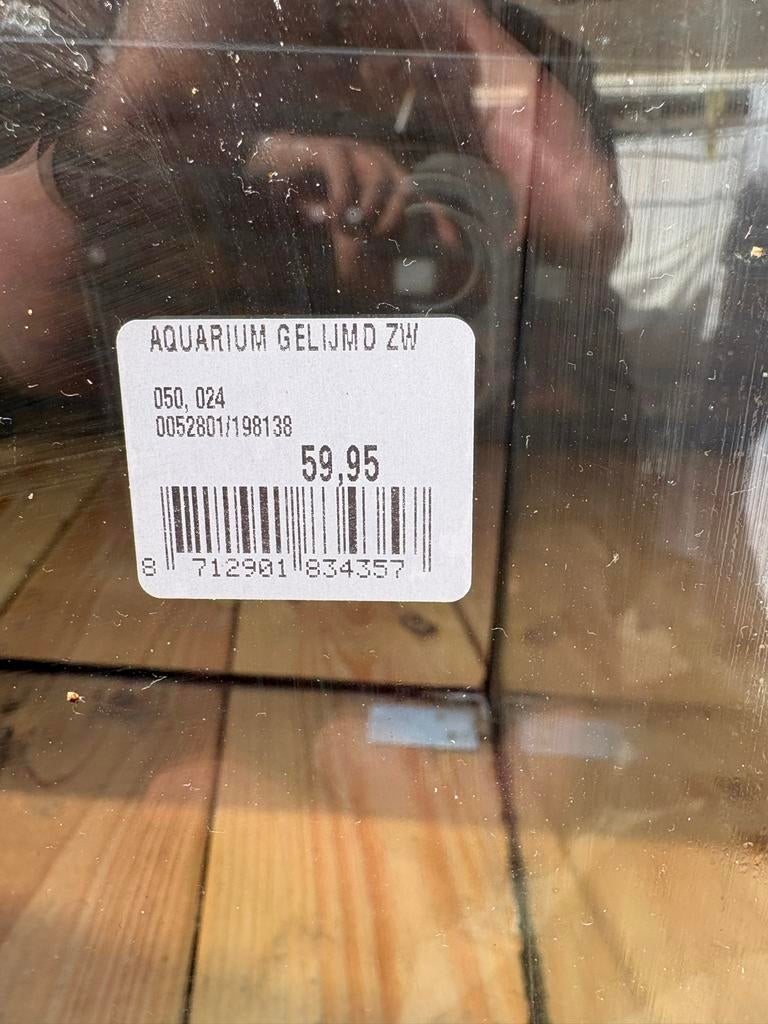 AQUARIUM GELIJMD ZW
050, 024
0052801/198138
59,95
8 712901 834357